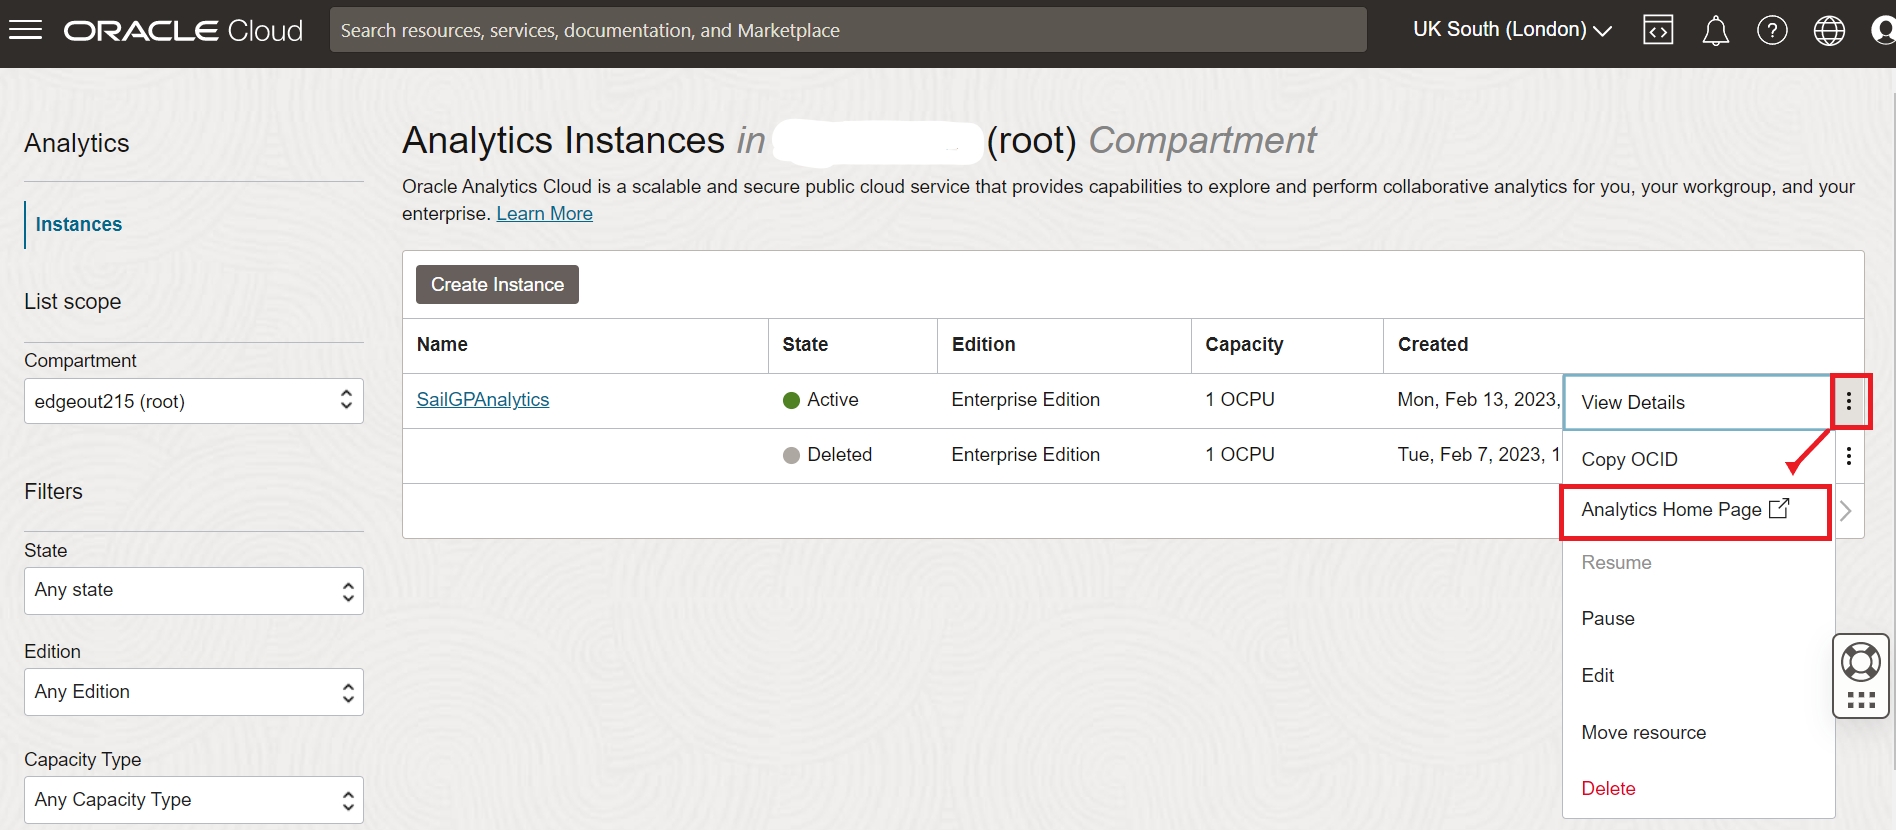 ORACLE Cloud
Search resources, services, documentation, and Marketplace
UK South (London)
Analytics
Instances
List scope
Compartment
edgeout215 (root)
Filters
State
Any state
Edition
Any Edition
Capacity Type
Any Capacity Type
Analytics Instances in (root) Compartment
Oracle Analytics Cloud is a scalable and secure public cloud service that provides capabilities to explore and perform collaborative analytics for you, your workgroup, and your
enterprise. Learn More
Create Instance
Name State Edition Capacity Created
SailGPAnalytics Active Enterprise Edition 1 OCPU Mon, Feb 13, 2023,
Deleted Enterprise Edition 1 OCPU Tue, Feb 7, 2023, 1
View Details
Copy OCID
Analytics Home Page
Resume
Pause
Edit
Move resource
Delete